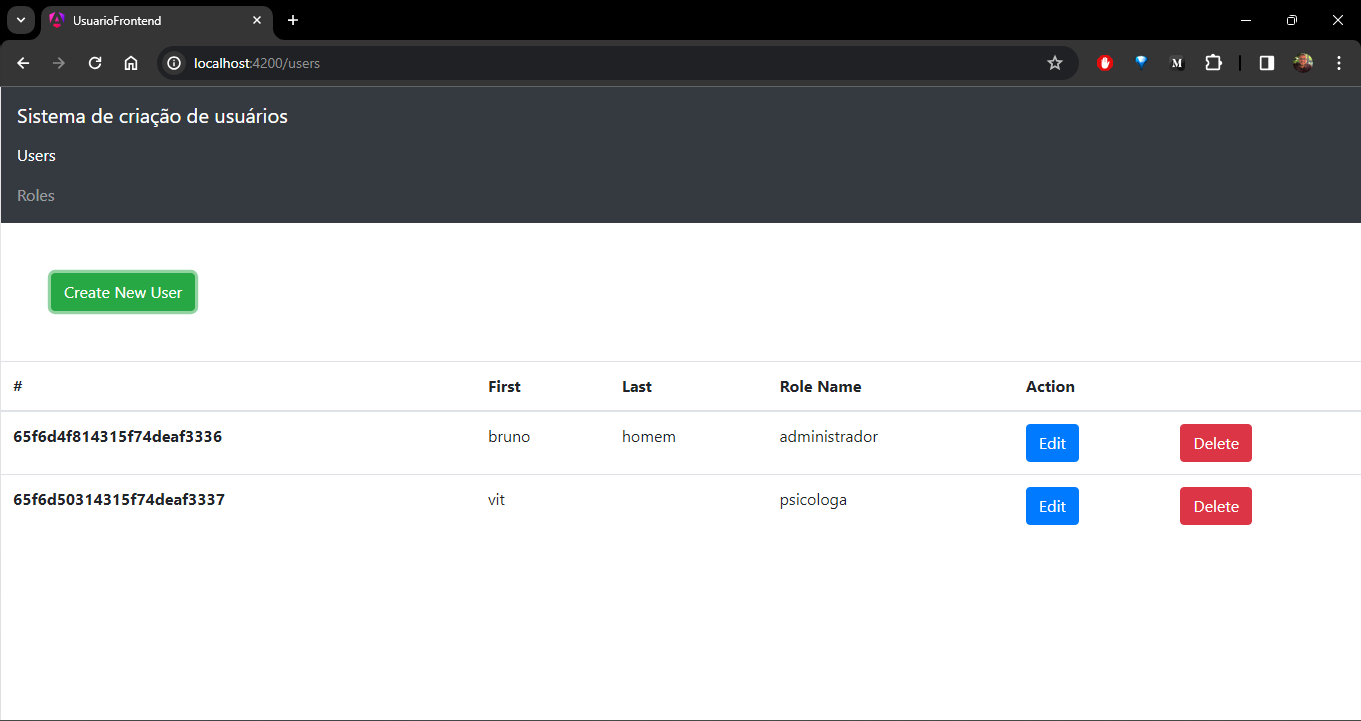 UsuarioFrontend
localhost:4200/users
M
Sistema de criação de usuários
Users
Roles
Create New User
# First Last Role Name Action
65f6d4f814315f74deaf3336 bruno homem administrador Edit Delete
65f6d50314315f74deaf3337 vit psicologa Edit Delete